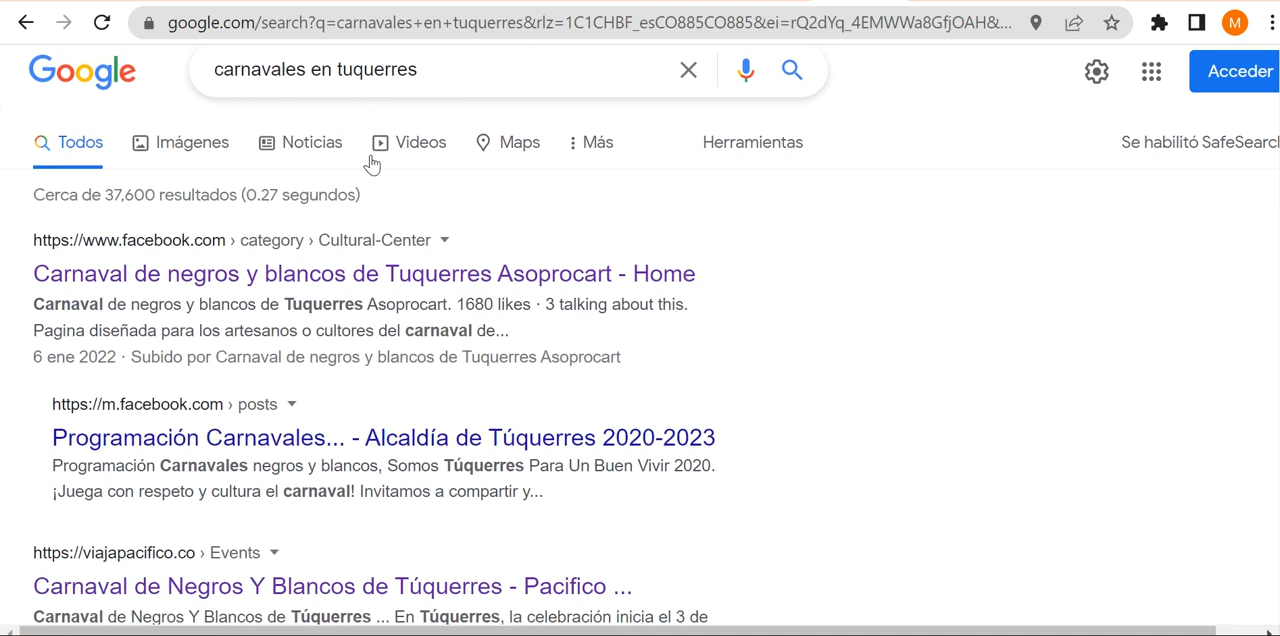 google.com/search?q=carnavales+en+tuquerres&rlz=1C1CHBF_esCO885CO885&ei=rQ2dYq_4EMWWa8GfjOAH&...
M
Google
carnavales en tuquerres
Acceder
Todos Imágenes Noticias Videos Maps Más Herramientas Se habilitó SafeSearc
Cerca de 37,600 resultados (0.27 segundos)
https://www.facebook.com › category › Cultural-Center
Carnaval de negros y blancos de Tuquerres Asoprocart - Home
Carnaval de negros y blancos de Tuquerres Asoprocart. 1680 likes · 3 talking about this.
Pagina diseñada para los artesanos o cultores del carnaval de...
6 ene 2022 · Subido por Carnaval de negros y blancos de Tuquerres Asoprocart
https://m.facebook.com › posts
Programación Carnavales... - Alcaldía de Túquerres 2020-2023
Programación Carnavales negros y blancos, Somos Túquerres Para Un Buen Vivir 2020.
¡Juega con respeto y cultura el carnaval! Invitamos a compartir y...
https://viajapacifico.co › Events
Carnaval de Negros Y Blancos de Túquerres - Pacifico ...
Carnaval de Negros Y Blancos de Túquerres ... En Túquerres, la celebración inicia el 3 de